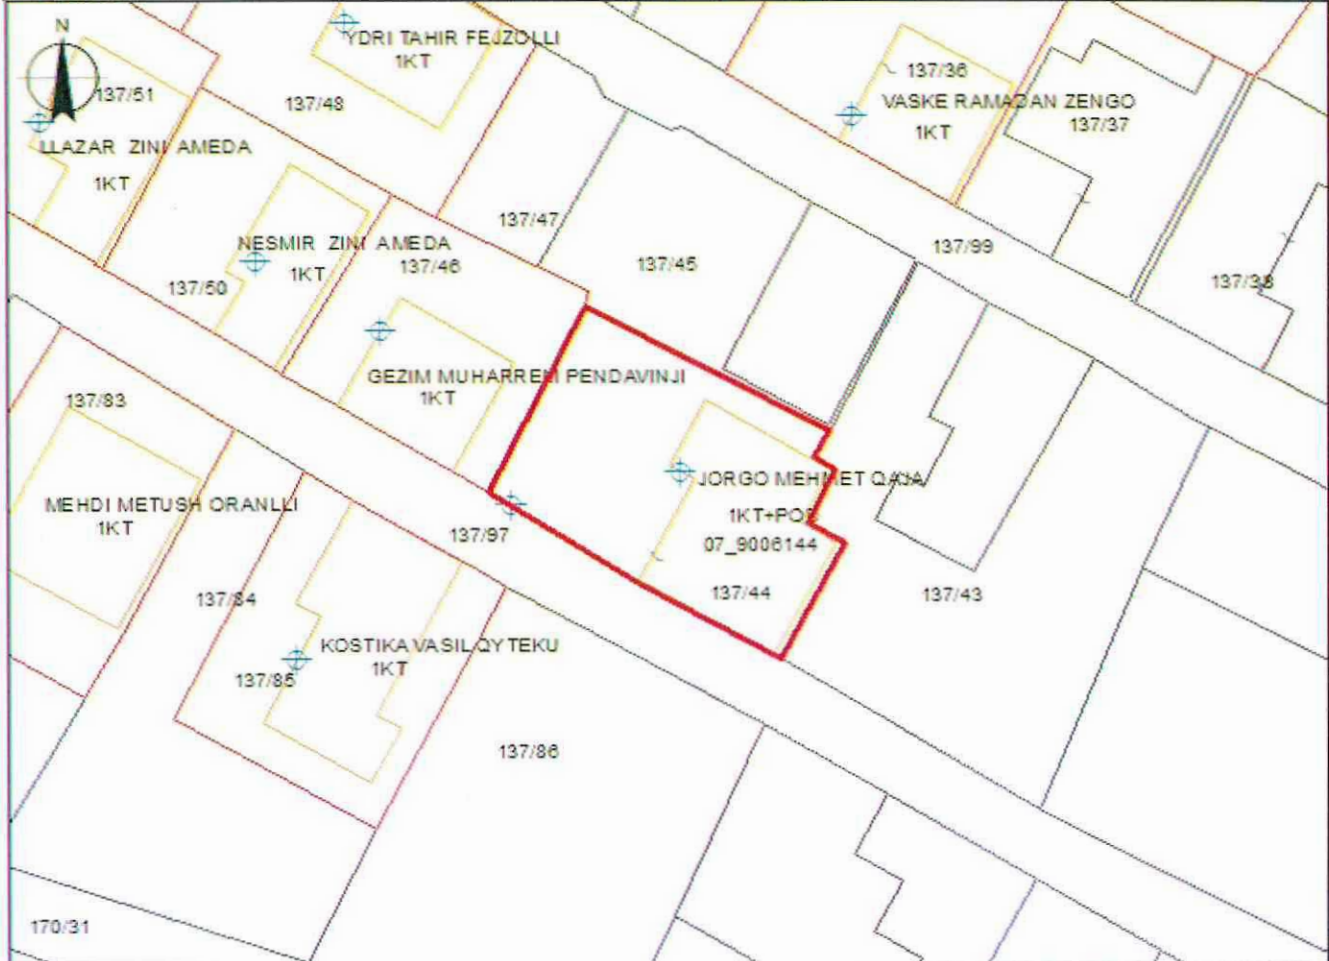 N
YDRI TAHIR FEJZOLLI
1KT
137/51
137/48
137/36
VASKE RAMADAN ZENGO
1KT
137/37
LLAZAR ZINI AMEDA
1KT
137/47
NESMIR ZINI AMEDA
1KT
137/46
137/45
137/99
137/50
137/38
GEZIM MUHARREM PENDAVINJI
1KT
137/83
MEHDI METUSH ORANLLI
1KT
JORGO MEHMET
1KT+POD
07_9006144
137/97
137/44
137/43
137/84
KOSTIKA VASIL QYTEKU
1KT
137/85
137/86
170/31